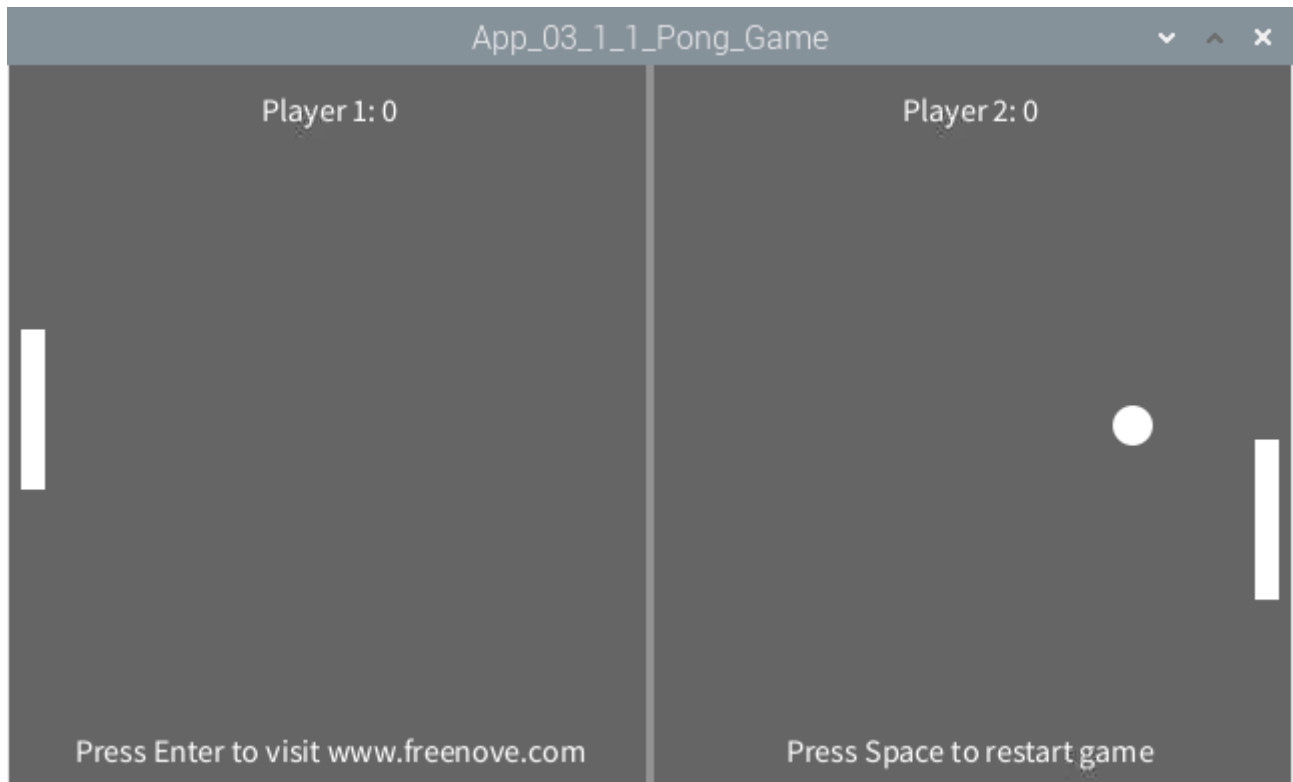 App_03_1_1_Pong_Game
Player 1: 0
Player 2: 0
Press Enter to visit www.freenove.com
Press Space to restart game